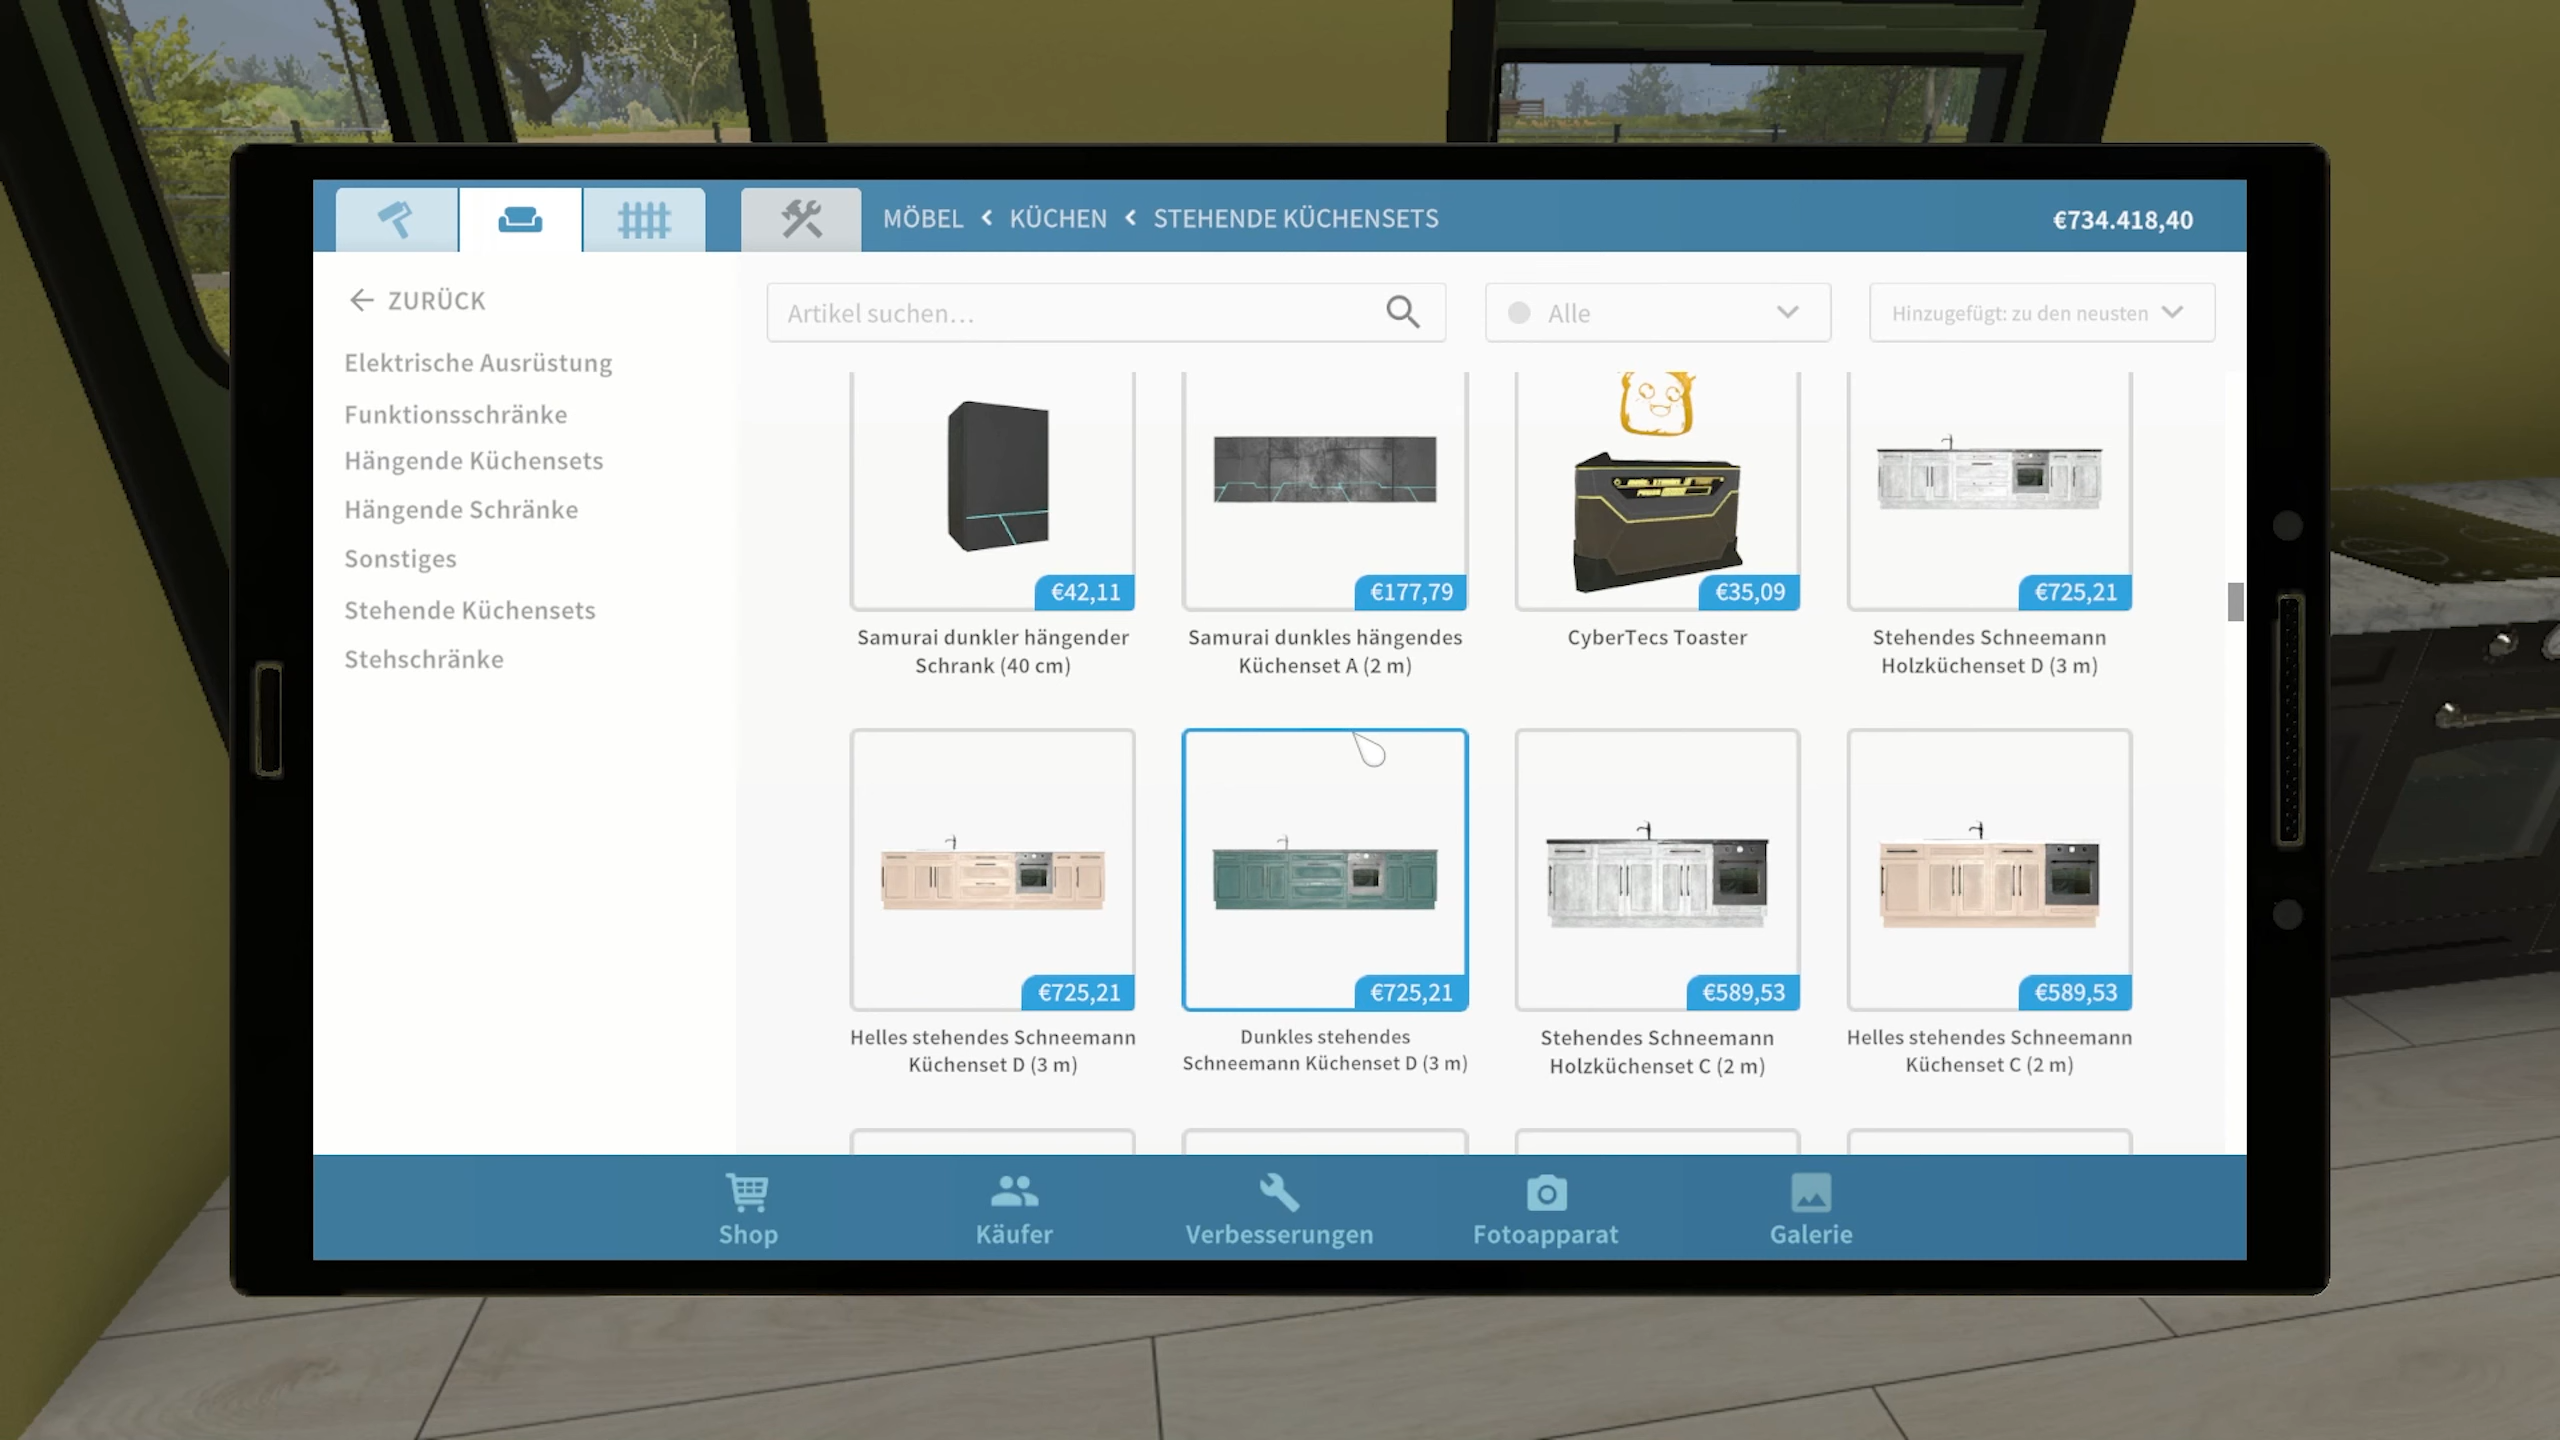 MÖBEL < KÜCHEN < STEHENDE KÜCHENSETS
€734.418,40
ZURÜCK
Elektrische Ausrüstung
Funktionsschränke
Hängende Küchensets
Hängende Schränke
Sonstiges
Stehende Küchensets
Stehschränke
Artikel suchen...
Alle
Hinzugefügt: zu den neusten
€42,11
€177,79
€35,09
€725,21
Samurai dunkler hängender
Schrank (40 cm)
Samurai dunkles hängendes
Küchenset A (2 m)
CyberTecs Toaster
Stehendes Schneemann
Holzküchenset D (3 m)
€725,21
€725,21
€589,53
€589,53
Helles stehendes Schneemann
Küchenset D (3 m)
Dunkles stehendes
Schneemann Küchenset D (3 m)
Stehendes Schneemann
Holzküchenset C (2 m)
Helles stehendes Schneemann
Küchenset C (2 m)
Shop
Käufer
Verbesserungen
Fotoapparat
Galerie